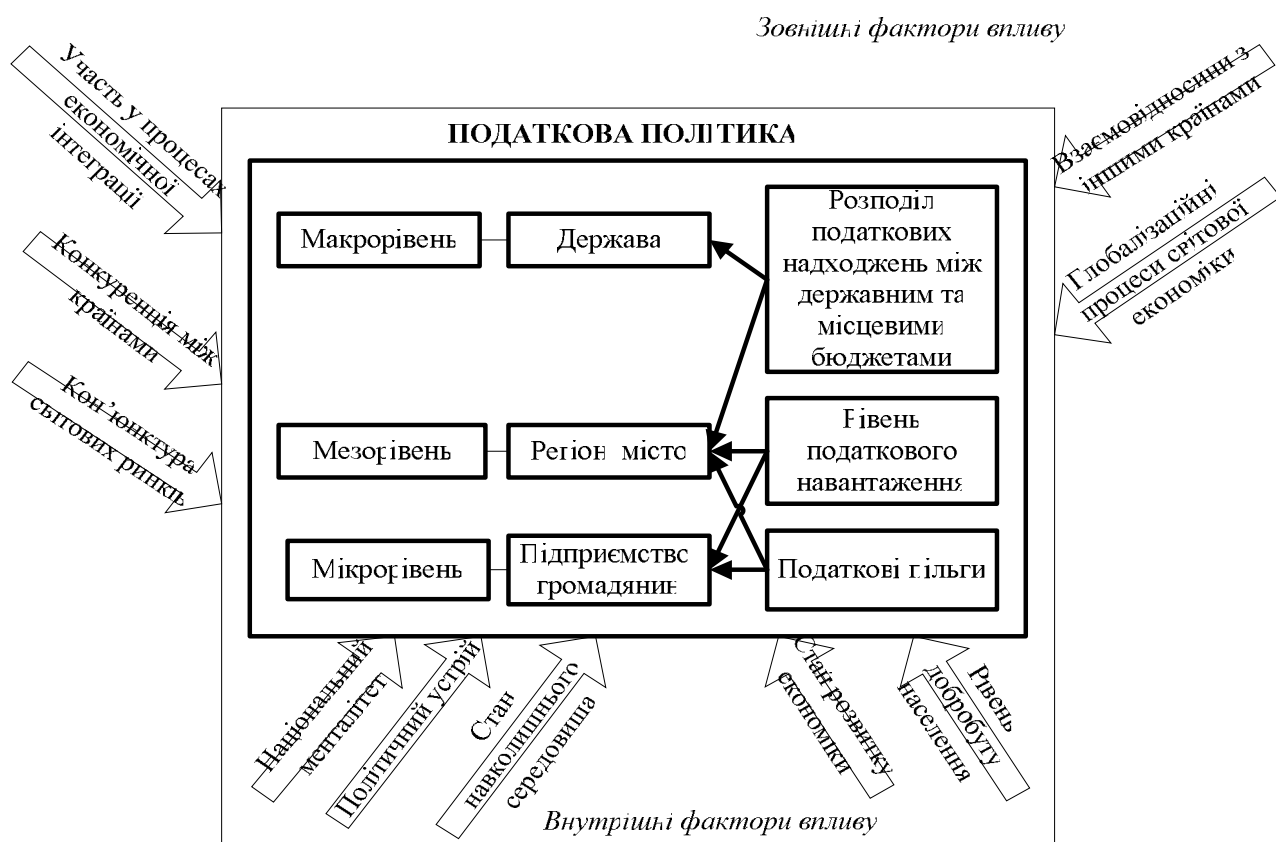 Зовнішні фактори впливу
Участь у процесах
економічної
інтеграції
Взаємовідносини з
іншими країнами
ПОДАТКОВА ПОЛІТИКА
Макрорівень
Держава
Розподіл
податкових
надходжень між
державним та
місцевими
бюджетами
Конкуренція між
країнами
Глобалізаційні
процеси світової
економіки
Кон’юнктура
світових ринків
Мезорівень
Регіон місто
Рівень
податкового
навантаження
Мікрорівень
Підприємство
громадянин
Податкові пільги
Національний
менталітет
Політичний устрій
Стан
навколишнього
середовища
Стан розвитку
економіки
Рівень
добробуту
населення
Внутрішні фактори впливу